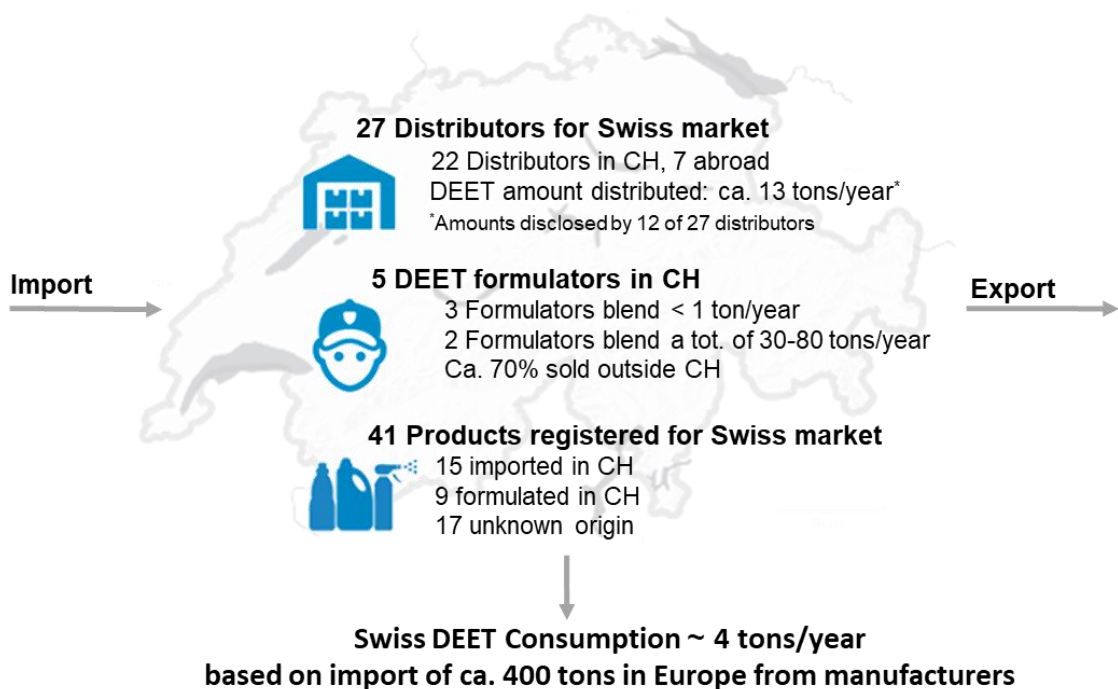 27 Distributors for Swiss market
22 Distributors in CH, 7 abroad
DEET amount distributed: ca. 13 tons/year*
*Amounts disclosed by 12 of 27 distributors
Import
5 DEET formulators in CH
Export
3 Formulators blend < 1 ton/year
2 Formulators blend a tot. of 30-80 tons/year
Ca. 70% sold outside CH
41 Products registered for Swiss market
15 imported in CH
9 formulated in CH
17 unknown origin
Swiss DEET Consumption ~ 4 tons/year
based on import of ca. 400 tons in Europe from manufacturers